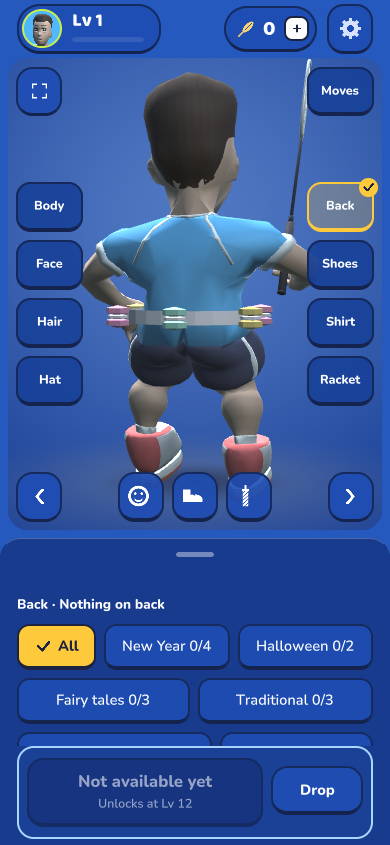 Lv 1
0
+
Moves
Body
Back
Face
Shoes
Hair
Shirt
Hat
Racket
Back · Nothing on back
All
New Year 0/4
Halloween 0/2
Fairy tales 0/3
Traditional 0/3
Not available yet
Unlocks at Lv 12
Drop